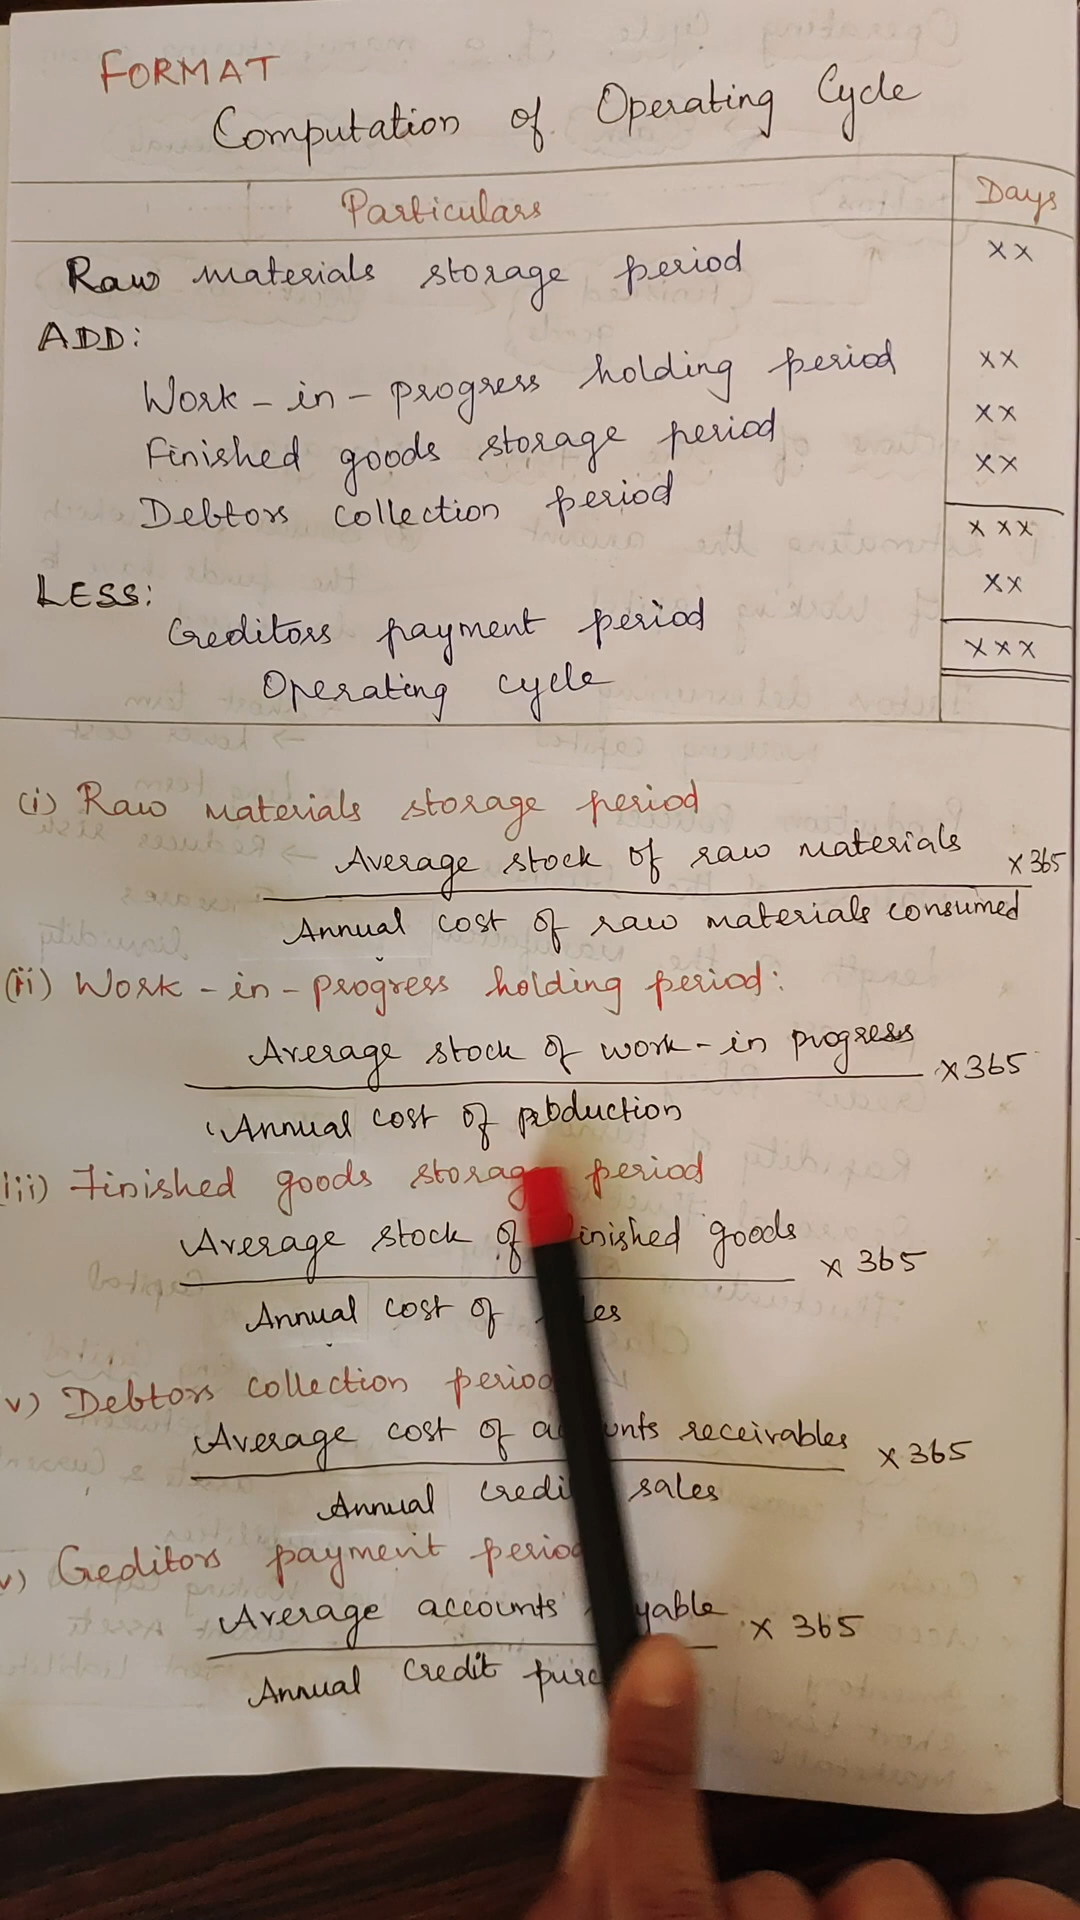 FORMAT
Computation of Operating Cycle
Particulars Days
Raw materials storage period xx
ADD:
Work-in-progress holding period xx
Finished goods storage period xx
Debtors collection period xx
xxx
LESS:
Creditors payment period xx
Operating cycle xxx
(i) Raw materials storage period
Average stock of raw materials x 365
Annual cost of raw materials consumed
(ii) Work-in-progress holding period:
Average stock of work-in progress x 365
Annual cost of production
iii) Finished goods storage period
Average stock of finished goods x 365
Annual cost of
v) Debtors collection period
Average cost of accounts receivables x 365
Annual credit sales
v) Creditors payment period
Average accounts payable x 365
Annual credit